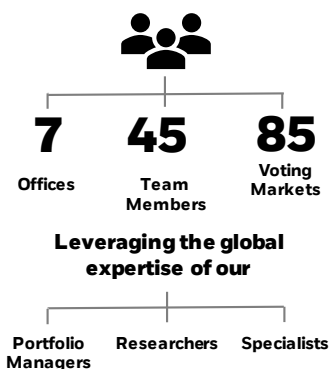 7 45 85
Offices Team Members Voting Markets
Leveraging the global
expertise of our
Portfolio Managers Researchers Specialists